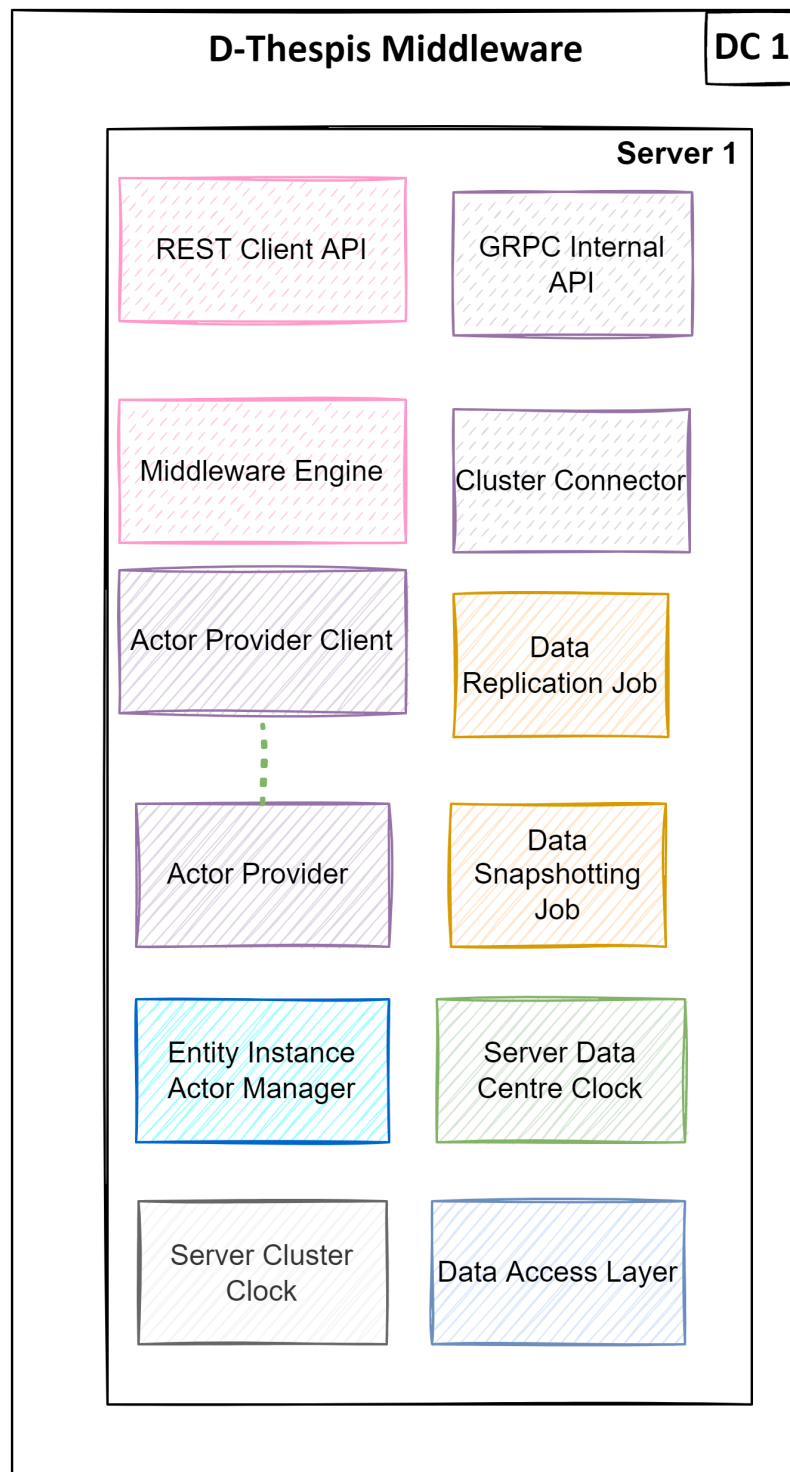 D-Thespis Middleware
DC 1
Server 1
REST Client API
GRPC Internal
API
Middleware Engine
Cluster Connector
Actor Provider Client
Data
Replication Job
Actor Provider
Data
Snapshotting
Job
Entity Instance
Actor Manager
Server Data
Centre Clock
Server Cluster
Clock
Data Access Layer